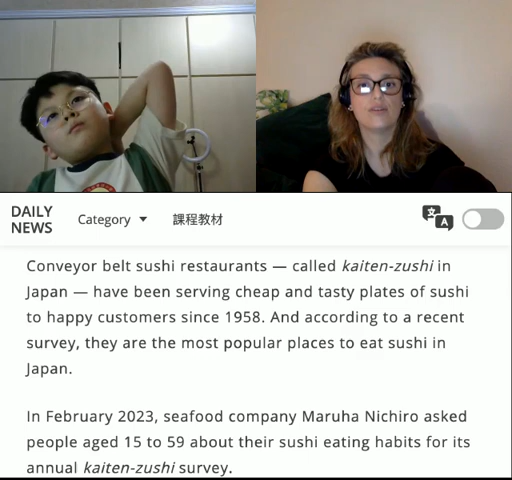 DAILY
NEWS
Category
課程教材
Conveyor belt sushi restaurants — called kaiten-zushi in
Japan — have been serving cheap and tasty plates of sushi
to happy customers since 1958. And according to a recent
survey, they are the most popular places to eat sushi in
Japan.
In February 2023, seafood company Maruha Nichiro asked
people aged 15 to 59 about their sushi eating habits for its
annual kaiten-zushi survey.